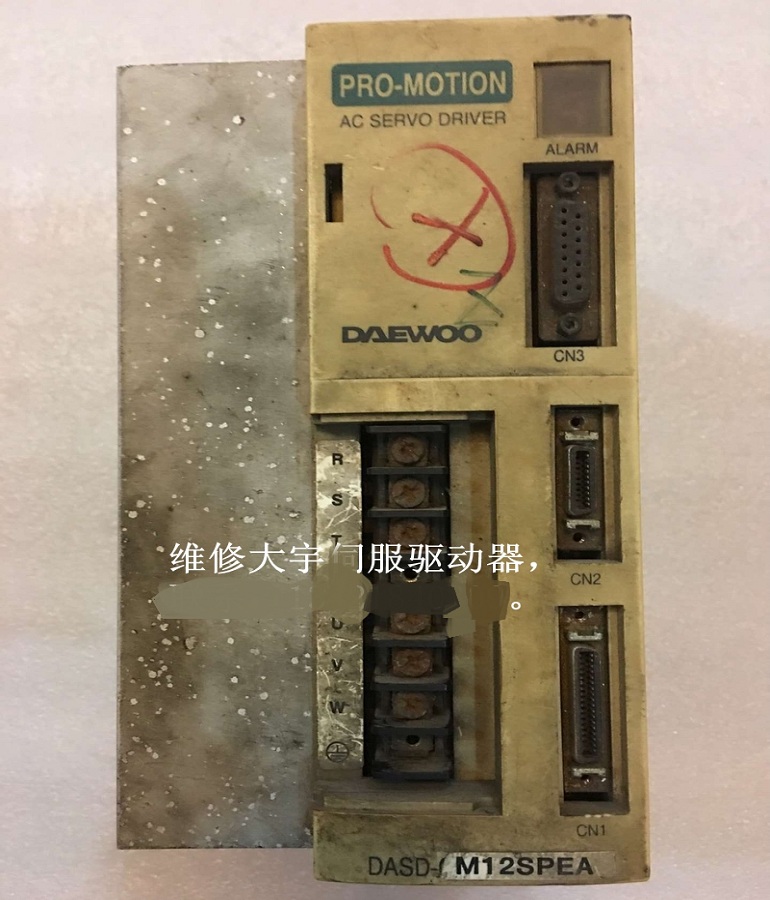 PRO-MOTION
AC SERVO DRIVER
ALARM
DAEWOO
CN3
R
S
T
维修大宇伺服驱动器，
。
CN2
U
V
W
CN1
DASD- M12SPEA